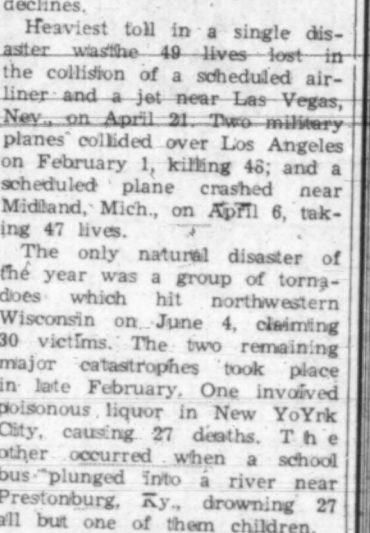 declines.
Heaviest toll in a single dis-
aster wasthe 49 lives lost in
the collision of a scheduled air-
liner and a jet near Las Vegas,
Nev., on April 21. Two military
planes collided over Los Angeles
on February 1, killing 48; and a
scheduled plane crashed near
Midland, Mich., on April 6, tak-
ing 47 lives.
The only natural disaster of
the year was a group of torna-
does which hit northwestern
Wisconsin on June 4, claiming
30 victims. The two remaining
major catastrophes took place
in late February. One involved
poisonous liquor in New YoYrk
City, causing 27 deaths. The
other occurred when a school
bus plunged into a river near
Prestonburg, Ky., drowning 27
all but one of them children.